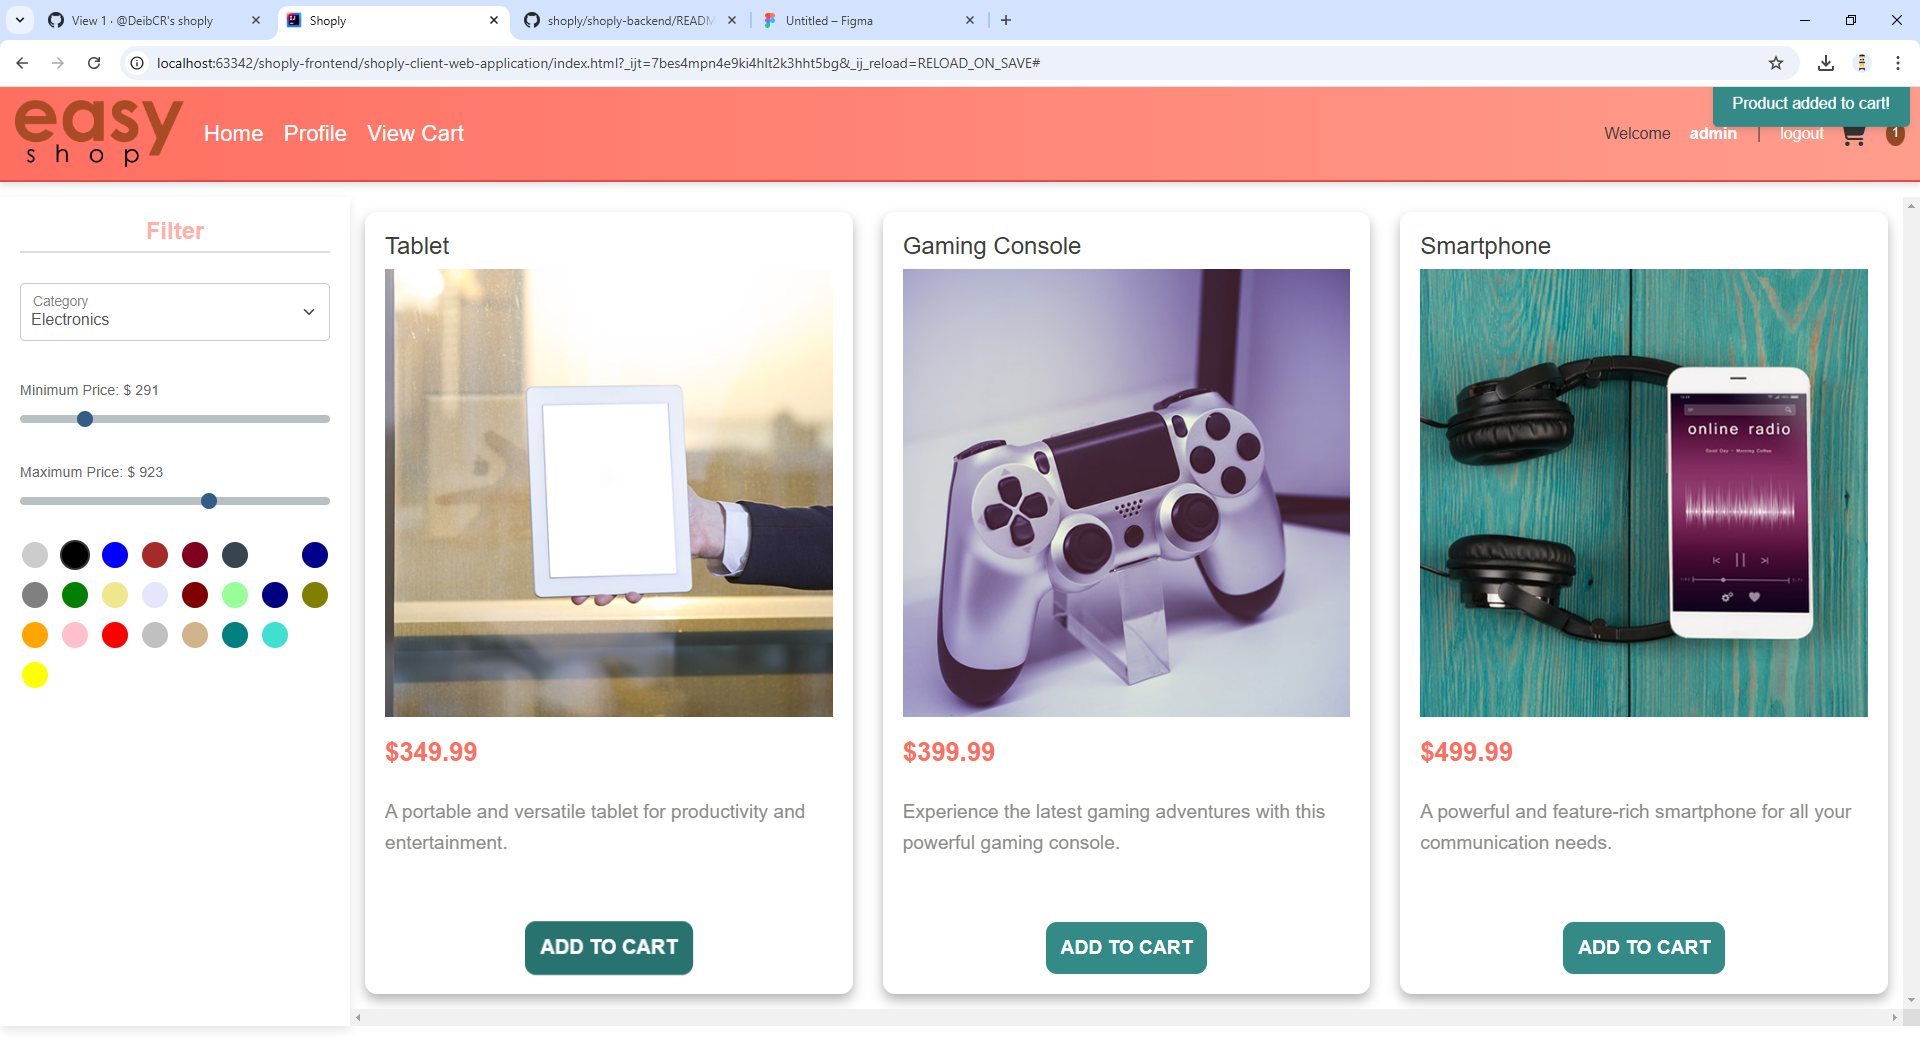 View 1 · @DeibCR's shoply
Shoply
shoply/shoply-backend/READM
Untitled – Figma
localhost:63342/shoply-frontend/shoply-client-web-application/index.html?_ijt=7bes4mpn4e9ki4hlt2k3hht5bg&_ij_reload=RELOAD_ON_SAVE#
easy
shop
Home Profile View Cart
Product added to cart!
Welcome admin | logout 1
Filter
Category
Electronics
Minimum Price: $ 291
Maximum Price: $ 923
Tablet
$349.99
A portable and versatile tablet for productivity and
entertainment.
ADD TO CART
Gaming Console
$399.99
Experience the latest gaming adventures with this
powerful gaming console.
ADD TO CART
Smartphone
online radio
Good Day - Morning Coffee
$499.99
A powerful and feature-rich smartphone for all your
communication needs.
ADD TO CART